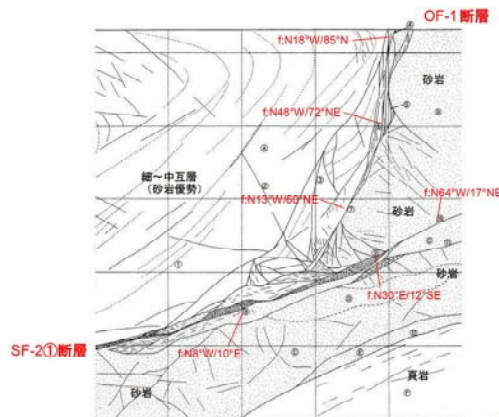 OF-1断層
f:N18°W/85°N
砂岩
f:N48°W/72°NE
細～中互層
(砂岩優勢)
f:N64°W/17°NE
f:N13°W/60°NE
砂岩
砂岩
f:N30°E/12°SE
SF-2①断層
f:N8°W/10°E
砂岩
頁岩